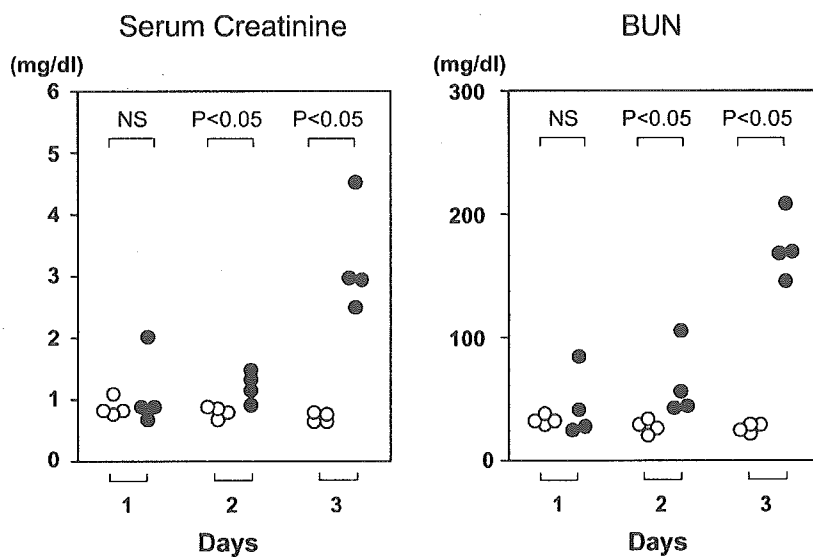 Serum Creatinine
(mg/dl)
6
5
4
3
2
1
0
NS
P<0.05
P<0.05
1
2
3
Days
BUN
(mg/dl)
300
200
100
0
NS
P<0.05
P<0.05
1
2
3
Days